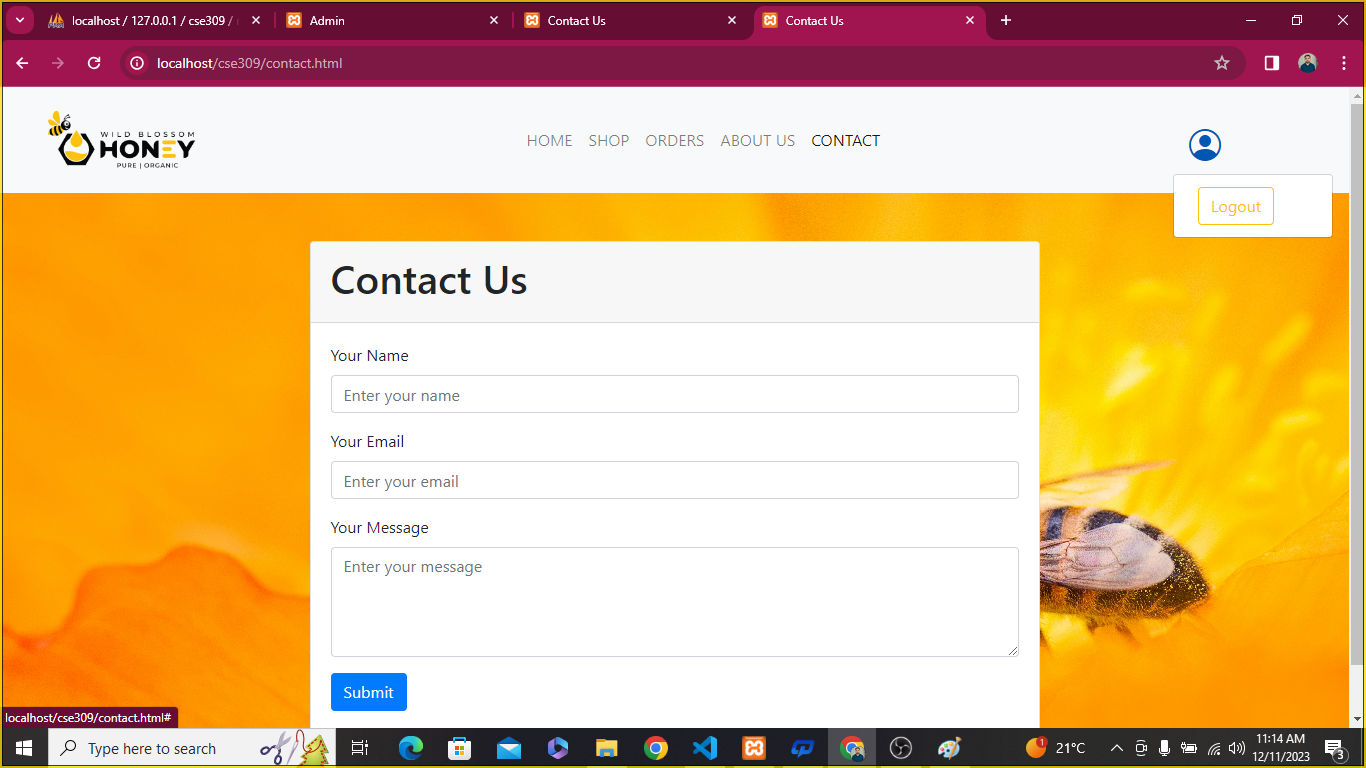 localhost / 127.0.0.1 / cse309 /
Admin
Contact Us
Contact Us
localhost/cse309/contact.html
WILD BLOSSOM
HONEY
PURE | ORGANIC
HOME SHOP ORDERS ABOUT US CONTACT
Logout
Contact Us
Your Name
Enter your name
Your Email
Enter your email
Your Message
Enter your message
Submit
localhost/cse309/contact.html#
Type here to search
1
21°C
11:14 AM
12/11/2023
3